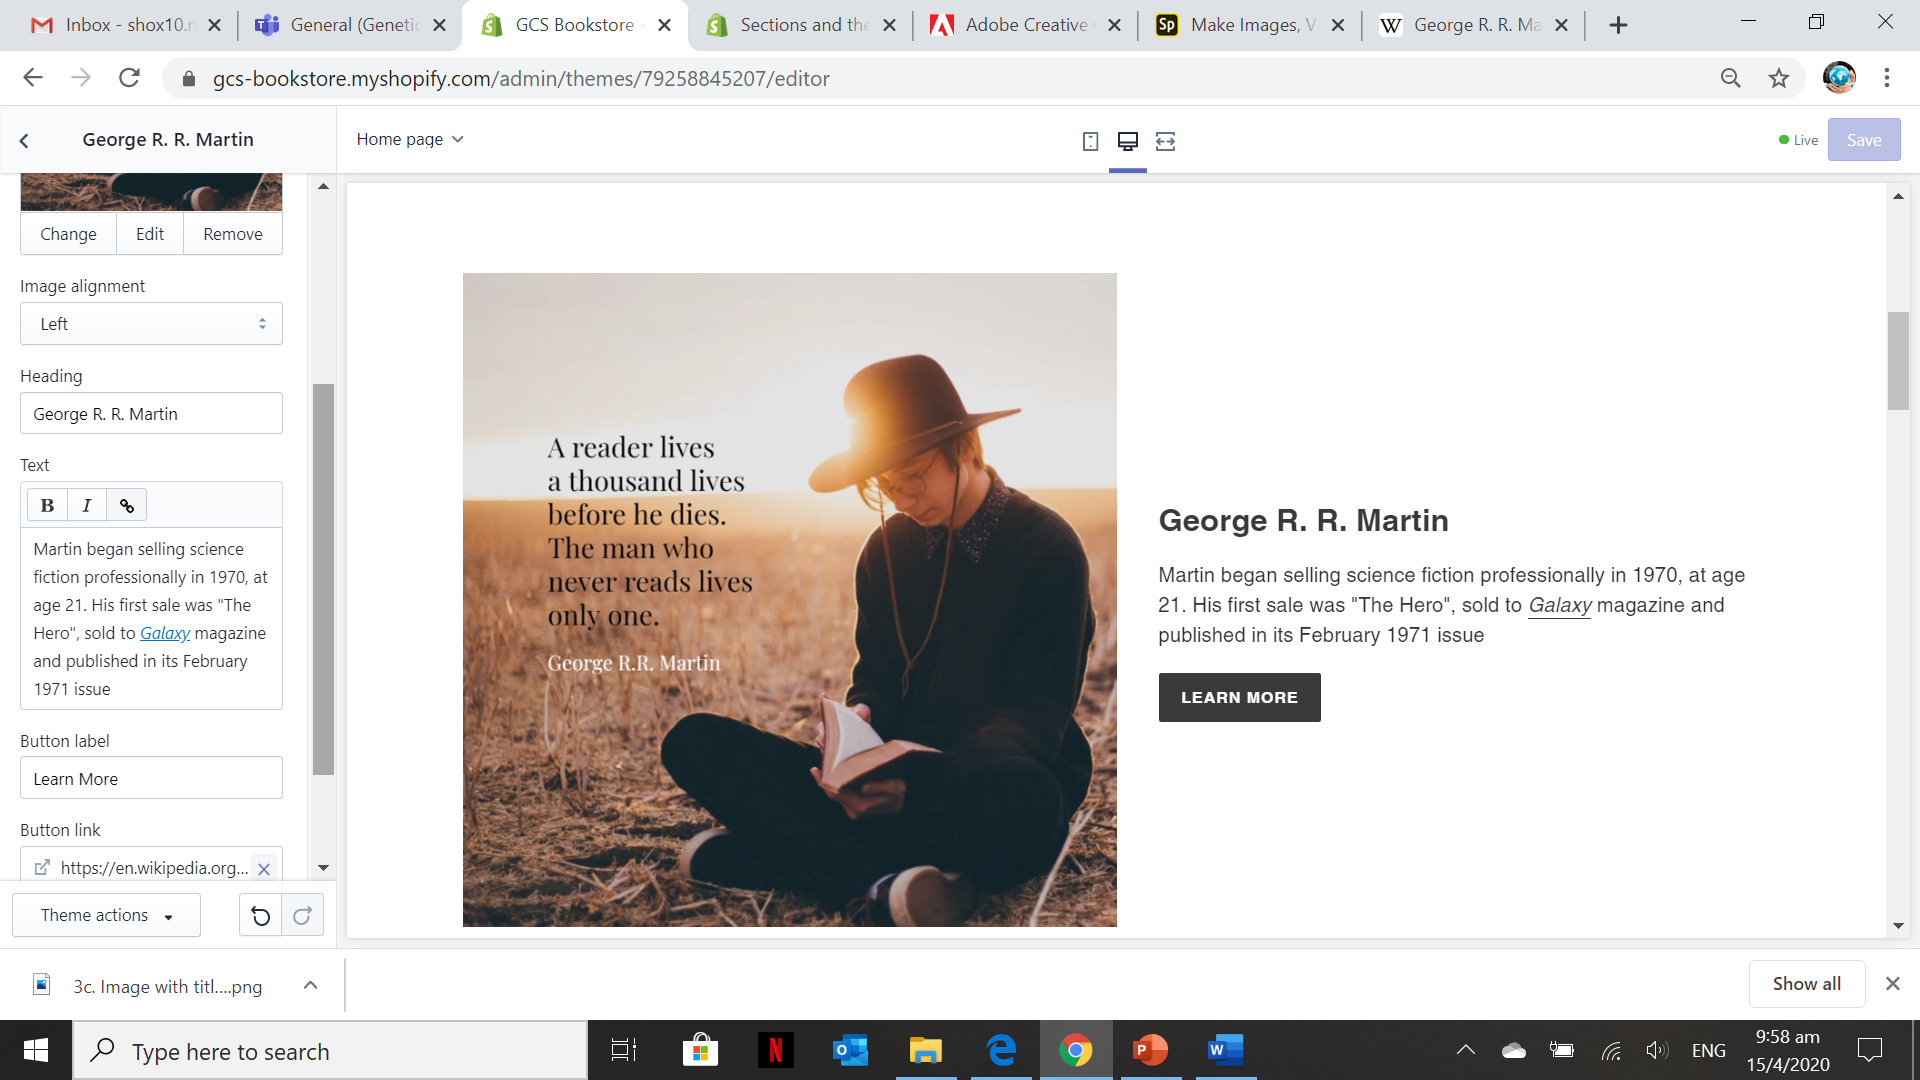 Inbox - shox10.n
General (Genetic
GCS Bookstore
Sections and the
Adobe Creative
Make Images, V
George R. R. Ma
gcs-bookstore.myshopify.com/admin/themes/79258845207/editor
George R. R. Martin
Home page
Live
Save
Change
Edit
Remove
Image alignment
Left
Heading
George R. R. Martin
Text
B I
Martin began selling science
fiction professionally in 1970, at
age 21. His first sale was "The
Hero", sold to Galaxy magazine
and published in its February
1971 issue
Button label
Learn More
Button link
https://en.wikipedia.org...
Theme actions
A reader lives
a thousand lives
before he dies.
The man who
never reads lives
only one.
George R.R. Martin
George R. R. Martin
Martin began selling science fiction professionally in 1970, at age
21. His first sale was "The Hero", sold to Galaxy magazine and
published in its February 1971 issue
LEARN MORE
3c. Image with titl....png
Show all
Type here to search
ENG
9:58 am
15/4/2020